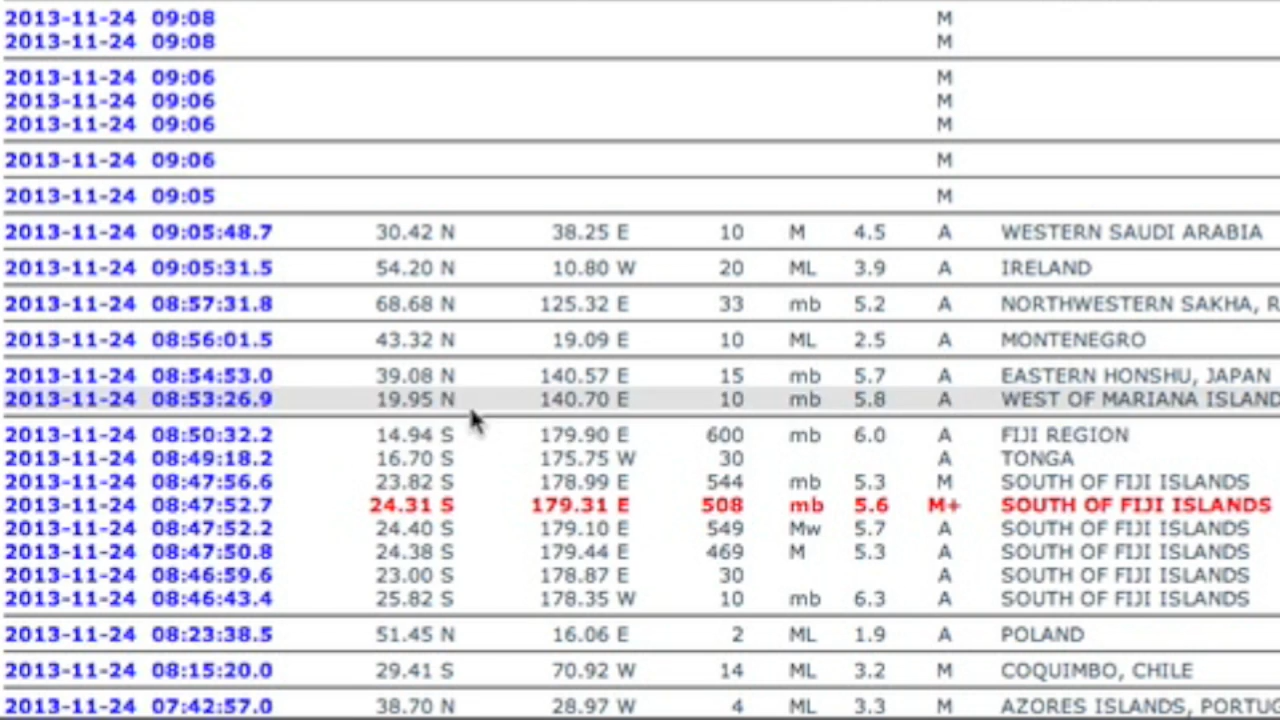 2013-11-24 09:08 M
2013-11-24 09:08 M
2013-11-24 09:06 M
2013-11-24 09:06 M
2013-11-24 09:06 M
2013-11-24 09:06 M
2013-11-24 09:05 M
2013-11-24 09:05:48.7 30.42 N 38.25 E 10 M 4.5 A WESTERN SAUDI ARABIA
2013-11-24 09:05:31.5 54.20 N 10.80 W 20 ML 3.9 A IRELAND
2013-11-24 08:57:31.8 68.68 N 125.32 E 33 mb 5.2 A NORTHWESTERN SAKHA, R
2013-11-24 08:56:01.5 43.32 N 19.09 E 10 ML 2.5 A MONTENEGRO
2013-11-24 08:54:53.0 39.08 N 140.57 E 15 mb 5.7 A EASTERN HONSHU, JAPAN
2013-11-24 08:53:26.9 19.95 N 140.70 E 10 mb 5.8 A WEST OF MARIANA ISLAND
2013-11-24 08:50:32.2 14.94 S 179.90 E 600 mb 6.0 A FIJI REGION
2013-11-24 08:49:18.2 16.70 S 175.75 W 30 A TONGA
2013-11-24 08:47:56.6 23.82 S 178.99 E 544 mb 5.3 M SOUTH OF FIJI ISLANDS
2013-11-24 08:47:52.7 24.31 S 179.31 E 508 mb 5.6 M+ SOUTH OF FIJI ISLANDS
2013-11-24 08:47:52.2 24.40 S 179.10 E 549 Mw 5.7 A SOUTH OF FIJI ISLANDS
2013-11-24 08:47:50.8 24.38 S 179.44 E 469 M 5.3 A SOUTH OF FIJI ISLANDS
2013-11-24 08:46:59.6 23.00 S 178.87 E 30 A SOUTH OF FIJI ISLANDS
2013-11-24 08:46:43.4 25.82 S 178.35 W 10 mb 6.3 A SOUTH OF FIJI ISLANDS
2013-11-24 08:23:38.5 51.45 N 16.06 E 2 ML 1.9 A POLAND
2013-11-24 08:15:20.0 29.41 S 70.92 W 14 ML 3.2 M COQUIMBO, CHILE
2013-11-24 07:42:57.0 38.70 N 28.97 W 4 ML 3.3 M AZORES ISLANDS, PORTU